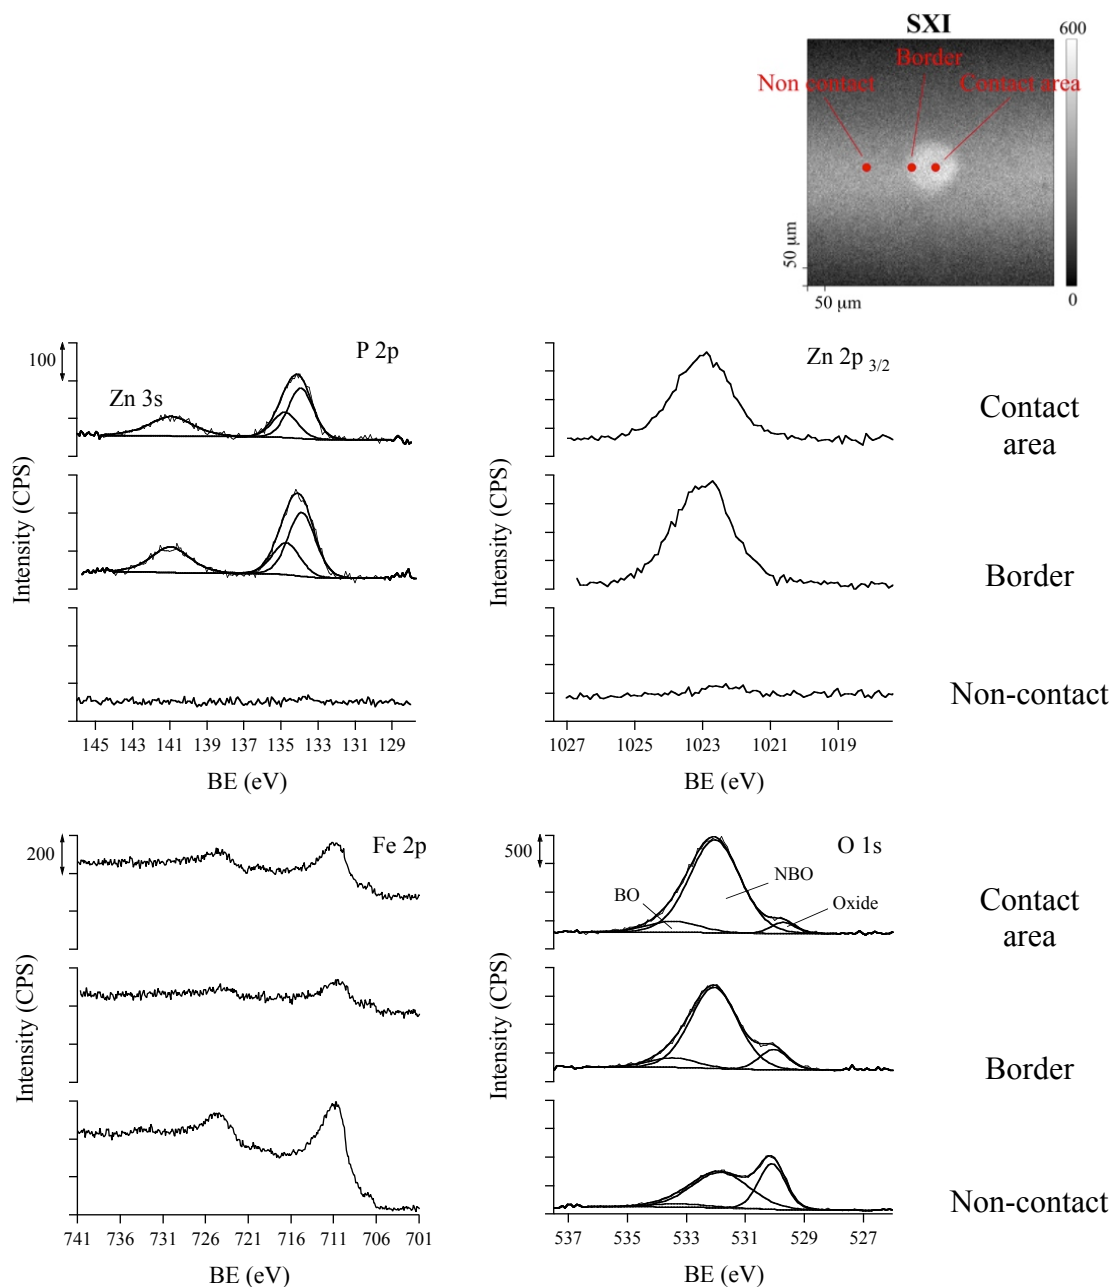 SXI
600
Border
Non contact
Contact area
50 µm
50 µm
0
100
P 2p
Zn 3s
Intensity (CPS)
145 143 141 139 137 135 133 131 129
BE (eV)
Zn 2p 3/2
Intensity (CPS)
1027 1025 1023 1021 1019
BE (eV)
Contact
area
Border
Non-contact
200
Fe 2p
Intensity (CPS)
741 736 731 726 721 716 711 706 701
BE (eV)
500
O 1s
NBO
BO
Oxide
Intensity (CPS)
537 535 533 531 529 527
BE (eV)
Contact
area
Border
Non-contact